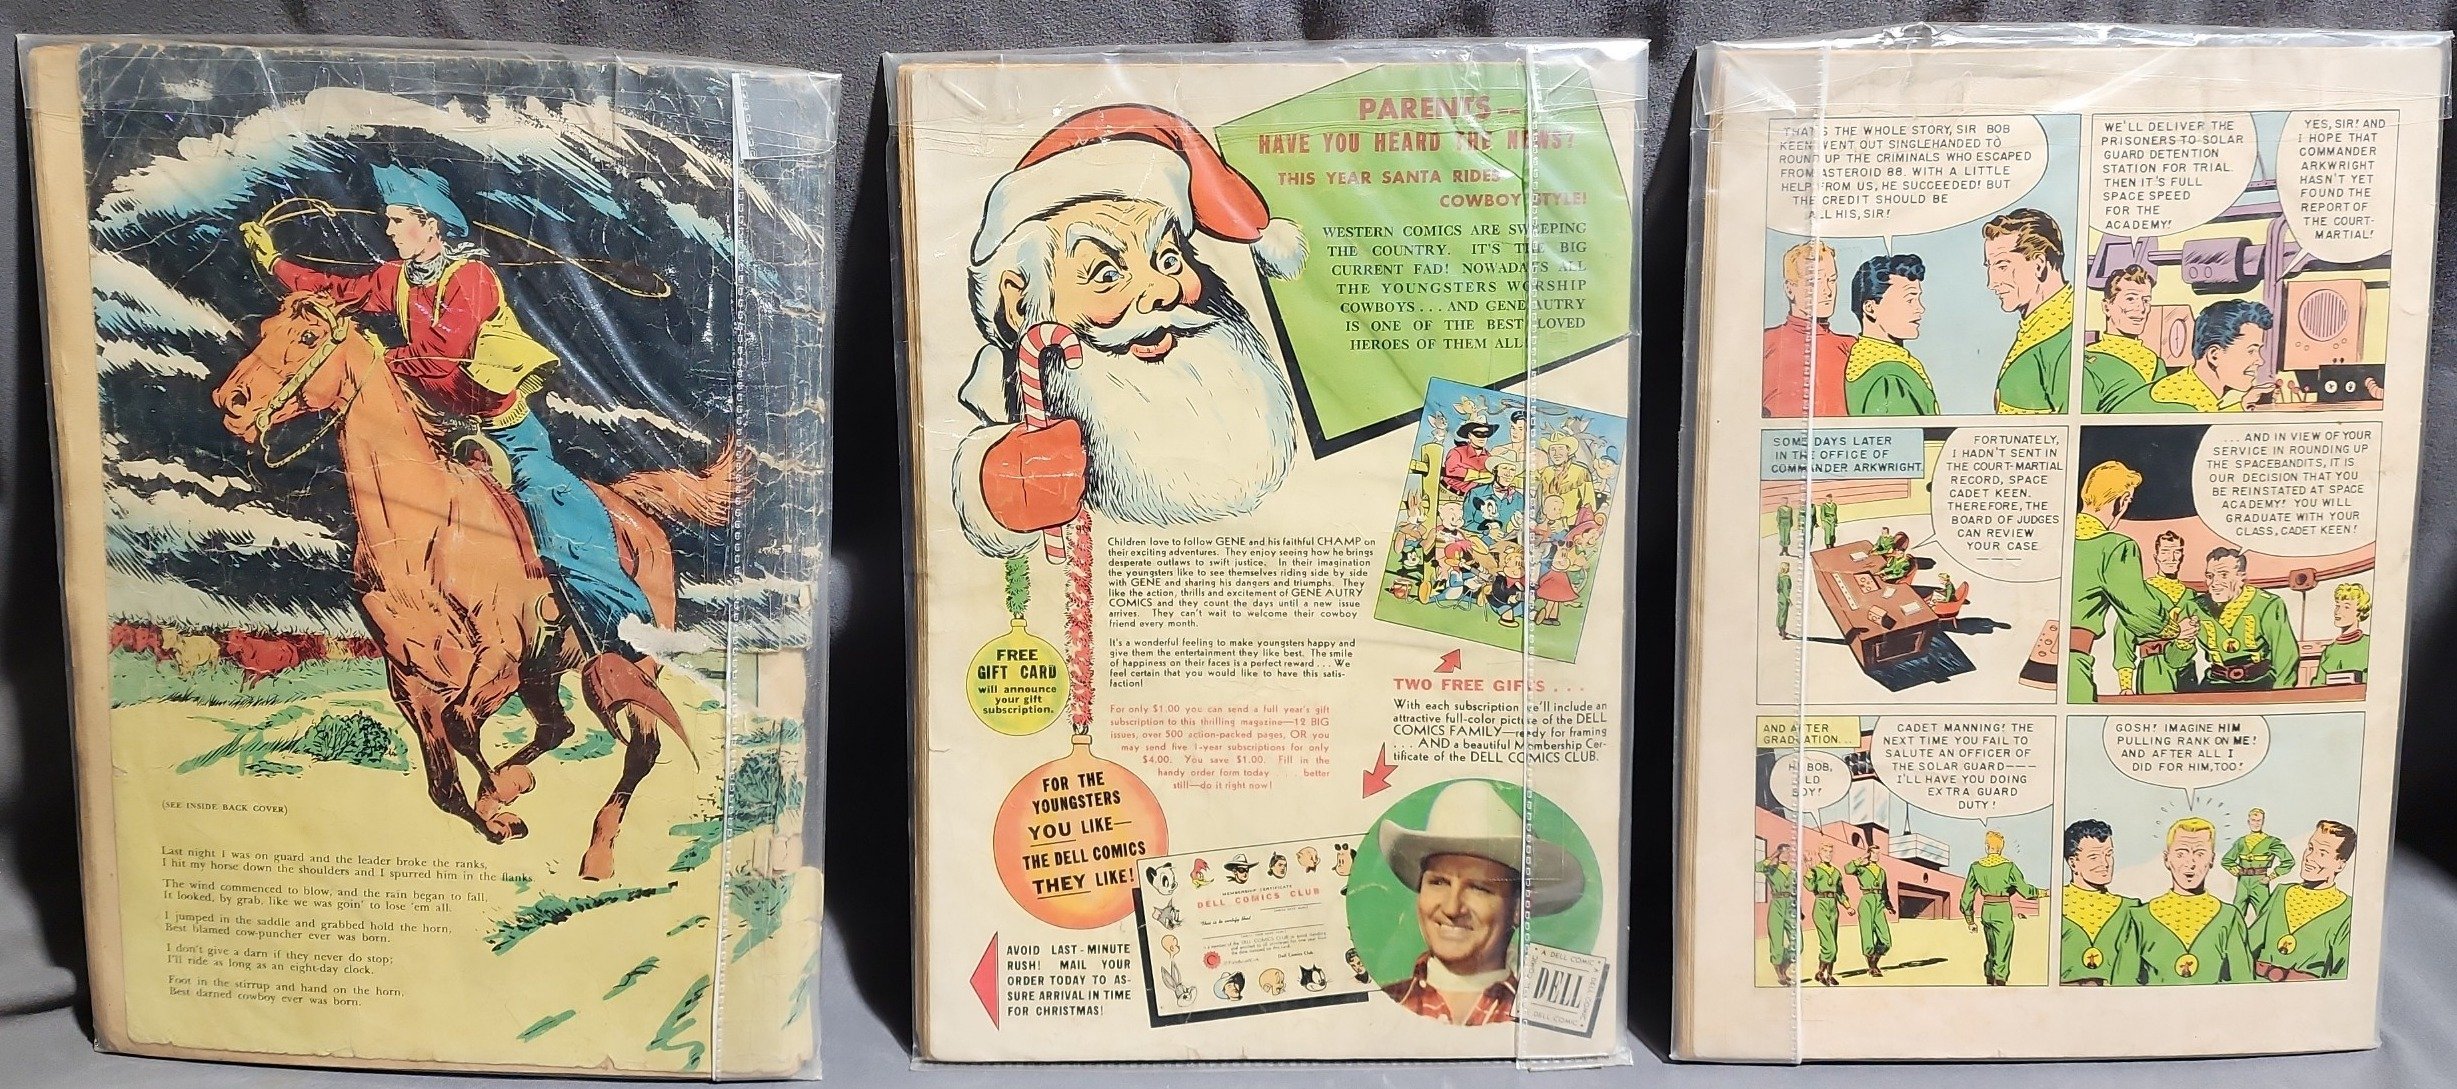 (SEE INSIDE BACK COVER)
Last night I was on guard and the leader broke the ranks,
I hit my horse down the shoulders and I spurred him in the flanks.
The wind commenced to blow, and the rain began to fall,
It looked, by grab, like we was goin' to lose 'em all.
I jumped in the saddle and grabbed hold the horn,
Best blamed cow-puncher ever was born.
I don't give a darn if they never do stop;
I'll ride as long as an eight-day clock.
Foot in the stirrup and hand on the horn,
Best darned cowboy ever was born.
PARENTS--
HAVE YOU HEARD THE NEWS?
THIS YEAR SANTA RIDES
COWBOY STYLE!
WESTERN COMICS ARE SWEEPING
THE COUNTRY. IT'S THE BIG
CURRENT FAD! NOWADAYS ALL
THE YOUNGSTERS WORSHIP
COWBOYS... AND GENE AUTRY
IS ONE OF THE BEST LOVED
HEROES OF THEM ALL!
Children love to follow GENE and his faithful CHAMP on
their exciting adventures. They enjoy seeing how he brings
desperate outlaws to swift justice. In their imagination
the youngsters like to see themselves riding side by side
with GENE and sharing his dangers and triumphs. They
like the action, thrills and excitement of GENE AUTRY
COMICS and they count the days until a new issue
arrives. They can't wait to welcome their cowboy
friend every month.
It's a wonderful feeling to make youngsters happy and
give them the entertainment they like best. The smile
of happiness on their faces is a perfect reward... We
feel certain that you would like to have this satis-
faction!
FREE
GIFT CARD
will announce
your gift
subscription.
For only $1.00 you can send a full year's gift
subscription to this thrilling magazine—12 BIG
issues, over 500 action-packed pages, OR you
may send five 1-year subscriptions for only
$4.00. You save $1.00. Fill in the
handy order form today ... better
still—do it right now!
TWO FREE GIFTS...
With each subscription we'll include an
attractive full-color picture of the DELL
COMICS FAMILY—ready for framing
... AND a beautiful Membership Cer-
tificate of the DELL COMICS CLUB.
FOR THE
YOUNGSTERS
YOU LIKE—
THE DELL COMICS
THEY LIKE!
MEMBERSHIP CERTIFICATE
DELL COMICS CLUB
This is to certify that
Dell Comics Club
AVOID LAST-MINUTE
RUSH! MAIL YOUR
ORDER TODAY TO AS-
SURE ARRIVAL IN TIME
FOR CHRISTMAS!
A DELL COMIC
DELL
A DELL COMIC
THAT'S THE WHOLE STORY, SIR BOB
KEEN WENT OUT SINGLEHANDED TO
ROUND UP THE CRIMINALS WHO ESCAPED
FROM ASTEROID 88. WITH A LITTLE
HELP FROM US, HE SUCCEEDED! BUT
THE CREDIT SHOULD BE
ALL HIS, SIR!
WE'LL DELIVER THE
PRISONERS TO SOLAR
GUARD DETENTION
STATION FOR TRIAL.
THEN IT'S FULL
SPACE SPEED
FOR THE
ACADEMY!
YES, SIR! AND
I HOPE THAT
COMMANDER
ARKWRIGHT
HASN'T YET
FOUND THE
REPORT OF
THE COURT-
MARTIAL!
SOME DAYS LATER
IN THE OFFICE OF
COMMANDER ARKWRIGHT.
FORTUNATELY,
I HADN'T SENT IN
THE COURT-MARTIAL
RECORD, SPACE
CADET KEEN.
THEREFORE, THE
BOARD OF JUDGES
CAN REVIEW
YOUR CASE
...AND IN VIEW OF YOUR
SERVICE IN ROUNDING UP
THE SPACEBANDITS, IT IS
OUR DECISION THAT YOU
BE REINSTATED AT SPACE
ACADEMY! YOU WILL
GRADUATE WITH YOUR
CLASS, CADET KEEN!
AND AFTER
GRADUATION...
HI, BOB,
OLD
BOY!
CADET MANNING! THE
NEXT TIME YOU FAIL TO
SALUTE AN OFFICER OF
THE SOLAR GUARD---
I'LL HAVE YOU DOING
EXTRA GUARD
DUTY!
GOSH! IMAGINE HIM
PULLING RANK ON ME!
AND AFTER ALL I
DID FOR HIM, TOO!